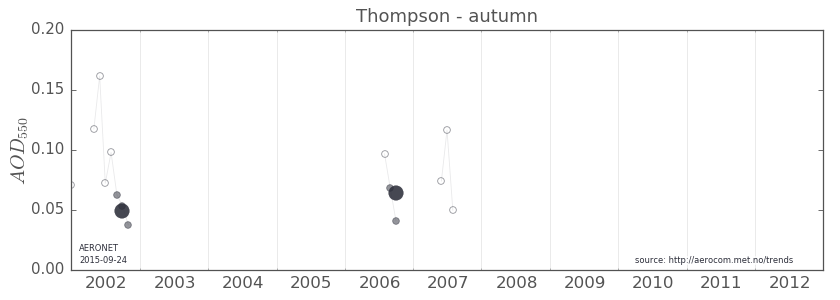 Thompson - autumn
0.20
0.15
0.10
0.05
0.00
AOD550
AERONET
2015-09-24
source: http://aerocom.met.no/trends
2002 2003 2004 2005 2006 2007 2008 2009 2010 2011 2012